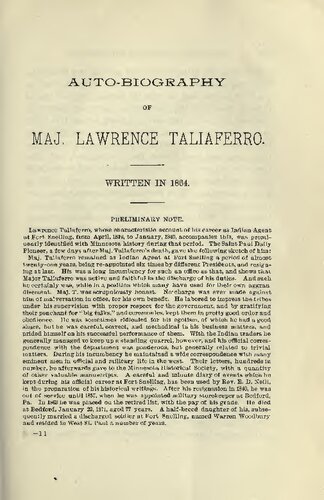 AUTO-BIOGRAPHY
OF
MAJ. LAWRENCE TALIAFERRO.
WRITTEN IN 1864.
PRELIMINARY NOTE.
LAWRENCE TALIAFERRO, whose characteristic account of his career as Indian Agent
at Fort Snelling, from April, 1819, to January, 1840, accompanies this, was promi-
nently identified with Minnesota history during that period. The Saint Paul Daily
Pioneer, a few days after Maj. Taliaferro's death, gave the following sketch of him:
Maj. Taliaferro remained as Indian Agent at Fort Snelling a period of almost
twenty-one years, being re-appointed six times by different Presidents, and resign-
ing at last. His was a long incumbency for such an office as that, and shows that
Major Taliaferro was active and faithful in the discharge of his duties. And such
he certainly was, while in a position which many have used for their own aggran-
dizement. Maj. T. was scrupulously honest. No charge was ever made against
him of malversation in office, for his own benefit. He labored to impress the tribes
under his supervision with proper respect for the government, and by gratifying
their penchant for "big talks," and ceremonies, kept them in pretty good order and
obedience. He was sometimes ridiculed for his egotism, of which he had a good
share, but he was careful, correct, and methodical in his business matters, and
prided himself on his successful performance of them. With the Indian traders he
generally managed to keep up a standing quarrel, however, and his official corres-
pondence with the department was ponderous, but generally related to trivial
matters. During his incumbency he maintained a wide correspondence with many
eminent men in official and military life in the west. Their letters, hundreds in
number, he afterwards gave to the Minnesota Historical Society, with a quantity
of other valuable manuscripts. A careful and minute diary of events which he
kept during his official career at Fort Snelling, has been used by Rev. E. D. Neill,
in the preparation of his historical writings. After his resignation in 1840, he was
out of service until 1857, when he was appointed military storekeeper at Bedford,
Pa. In 1863 he was placed on the retired list, with the pay of his grade. He died
at Bedford, January 22, 1871, aged 77 years. A half-breed daughter of his, subse-
quently married a discharged soldier at Fort Snelling, named Warren Woodbury
and resided in West St. Paul a number of years.
—11